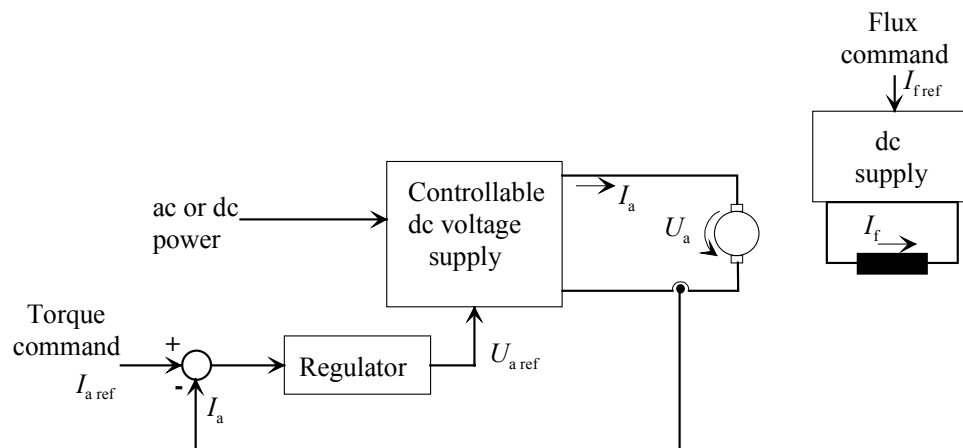 Flux
command
I_f ref
dc
supply
I_f
Controllable
dc voltage
supply
I_a
U_a
ac or dc
power
Torque
command
I_a ref
+
-
I_a
Regulator
U_a ref